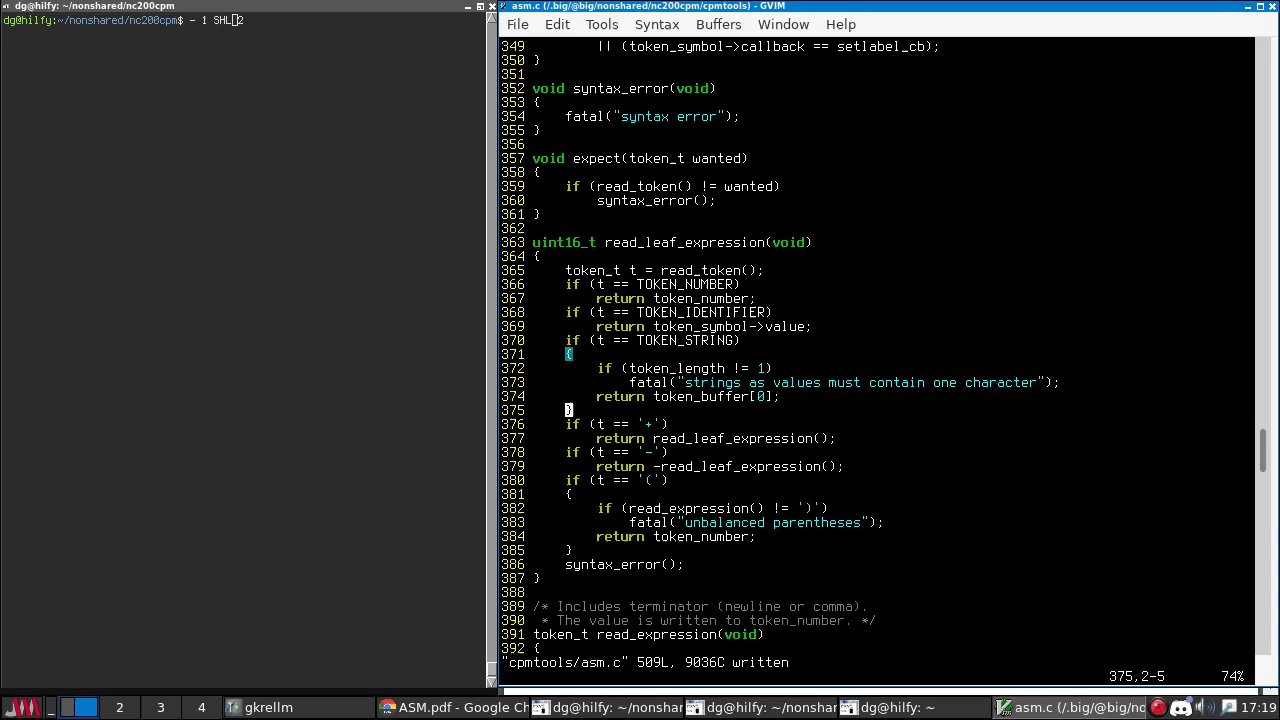 dg@hilfy: ~/nonshared/nc200cpm
dg@hilfy:~/nonshared/nc200cpm$ - 1 SHL 2
asm.c (/.big/@big/nonshared/nc200cpm/cpmtools) - GVIM
File Edit Tools Syntax Buffers Window Help
349 || (token_symbol->callback == setlabel_cb);
350 }
351
352 void syntax_error(void)
353 {
354 fatal("syntax error");
355 }
356
357 void expect(token_t wanted)
358 {
359 if (read_token() != wanted)
360 syntax_error();
361 }
362
363 uint16_t read_leaf_expression(void)
364 {
365 token_t t = read_token();
366 if (t == TOKEN_NUMBER)
367 return token_number;
368 if (t == TOKEN_IDENTIFIER)
369 return token_symbol->value;
370 if (t == TOKEN_STRING)
371 {
372 if (token_length != 1)
373 fatal("strings as values must contain one character");
374 return token_buffer[0];
375 }
376 if (t == '+')
377 return read_leaf_expression();
378 if (t == '-')
379 return -read_leaf_expression();
380 if (t == '(')
381 {
382 if (read_expression() != ')')
383 fatal("unbalanced parentheses");
384 return token_number;
385 }
386 syntax_error();
387 }
388
389 /* Includes terminator (newline or comma).
390 * The value is written to token_number. */
391 token_t read_expression(void)
392 {
"cpmtools/asm.c" 509L, 9036C written
375,2-5 74%
2 3 4 gkrellm ASM.pdf - Google Ch dg@hilfy: ~/nonshar dg@hilfy: ~/nonshar dg@hilfy: ~ asm.c (/.big/@big/no 17:19